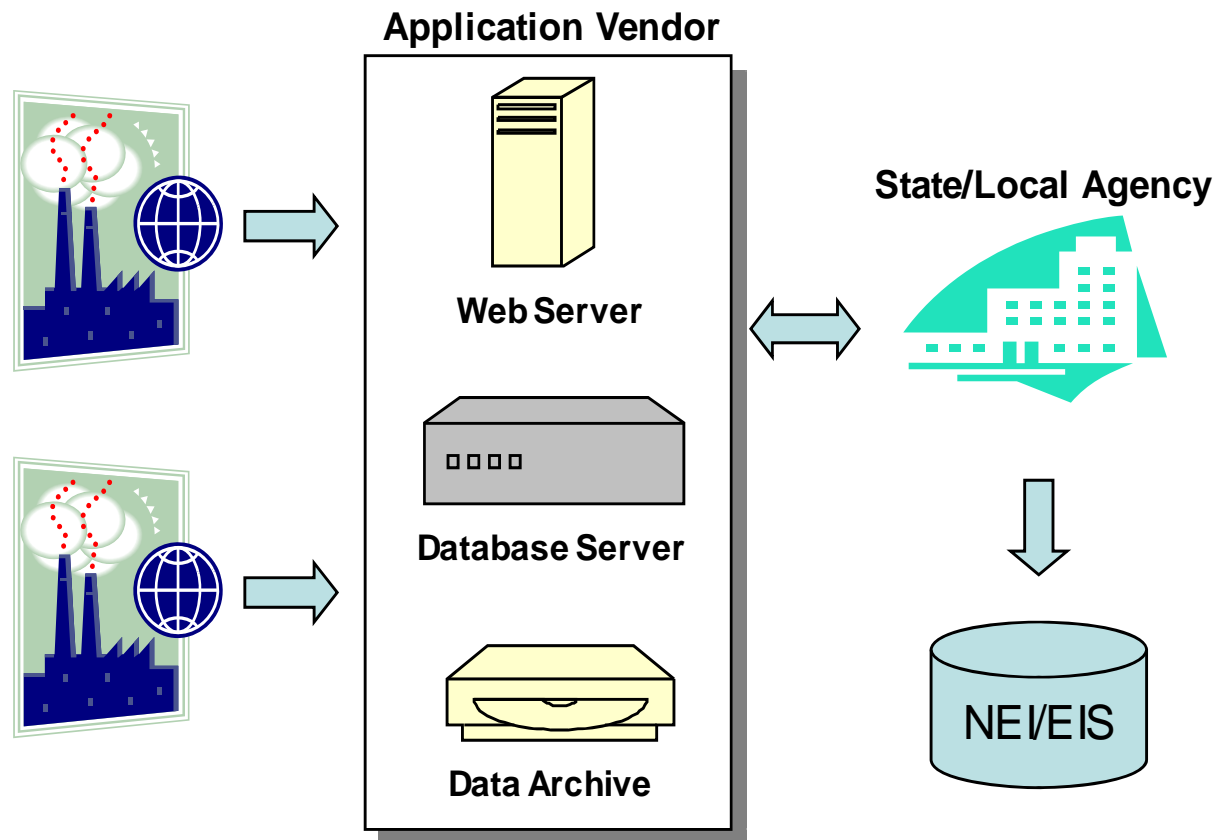 Application Vendor
Web Server
Database Server
Data Archive
State/Local Agency
NEI/EIS